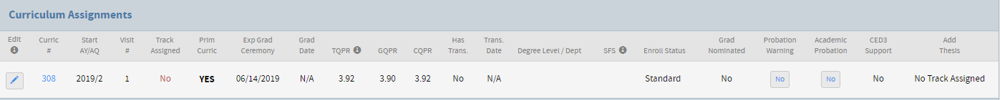 Curriculum Assignments
Edit Curric # Start AY/AQ Visit # Track Assigned Prim Curric Exp Grad Ceremony Grad Date TQPR GQPR CQPR Has Trans. Trans. Date Degree Level / Dept SFS Enroll Status Grad Nominated Probation Warning Academic Probation CED3 Support Add Thesis
308 2019/2 1 No YES 06/14/2019 N/A 3.92 3.90 3.92 No N/A Standard No No No No No Track Assigned